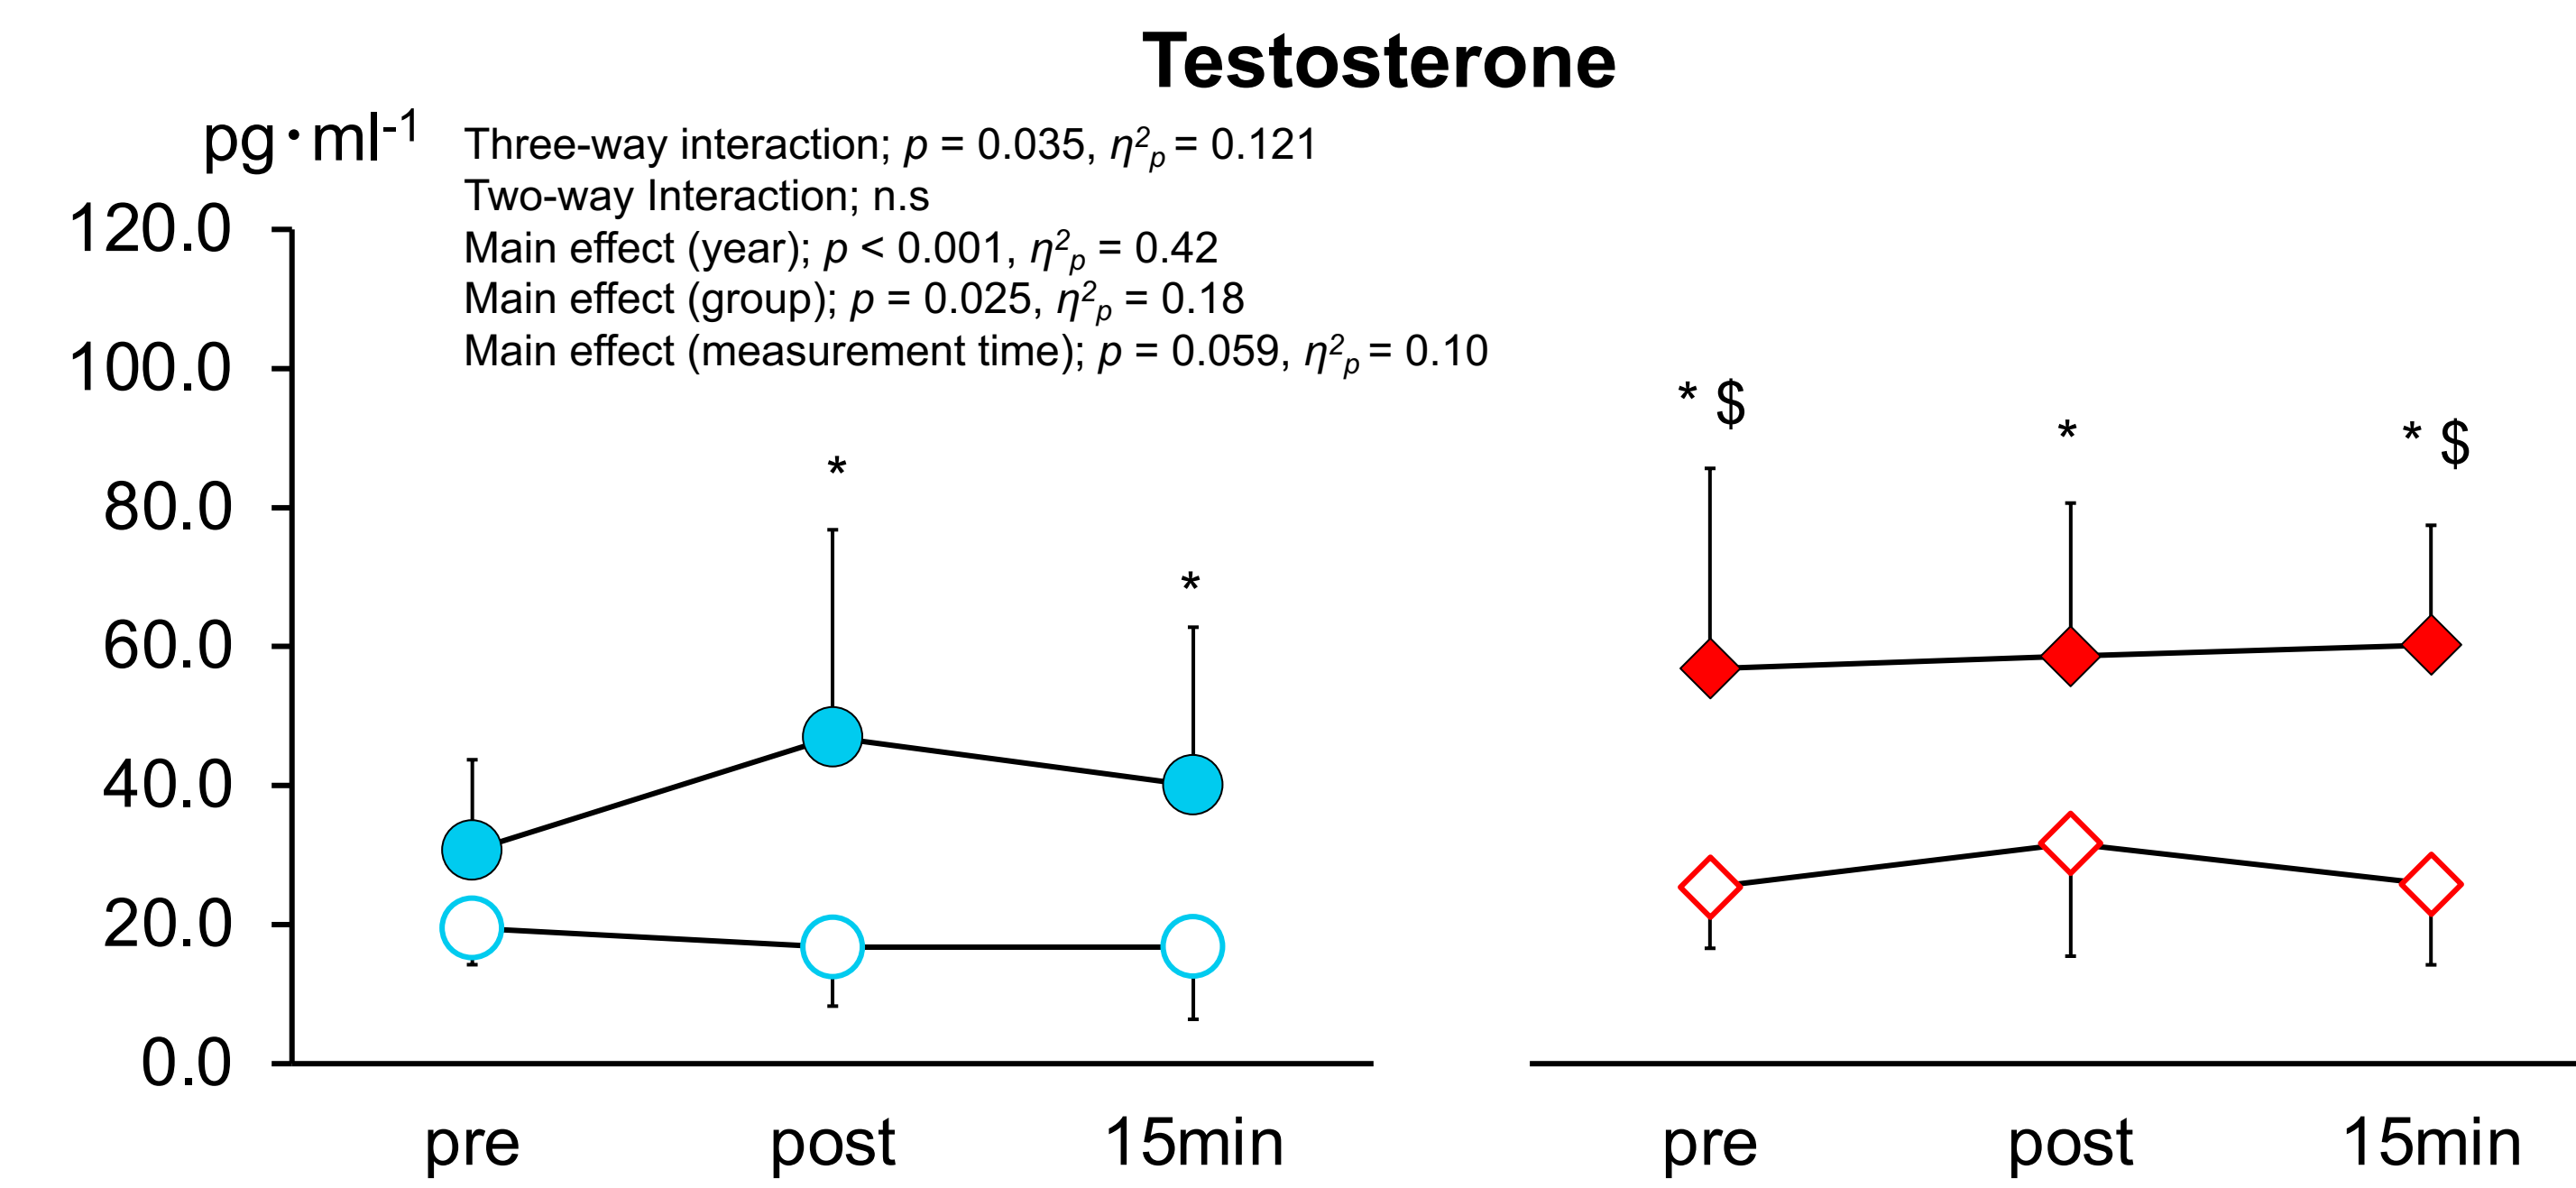 Testosterone
pg・ml-1
Three-way interaction; p = 0.035, η2p = 0.121
Two-way Interaction; n.s
Main effect (year); p < 0.001, η2p = 0.42
Main effect (group); p = 0.025, η2p = 0.18
Main effect (measurement time); p = 0.059, η2p = 0.10
120.0
100.0
80.0
60.0
40.0
20.0
0.0
*
*
* $
*
* $
pre post 15min pre post 15min